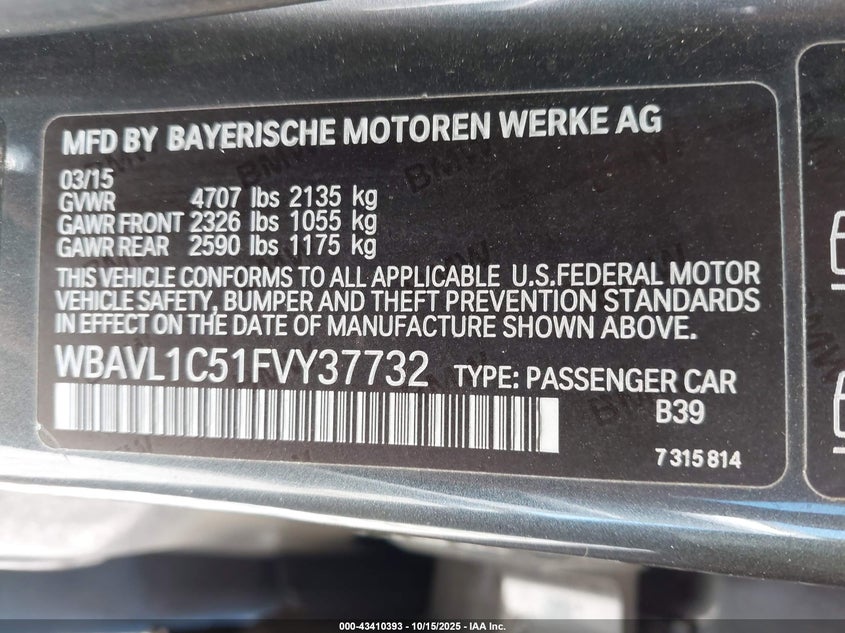 MFD BY BAYERISCHE MOTOREN WERKE AG
03/15
GVWR 4707 lbs 2135 kg
GAWR FRONT 2326 lbs 1055 kg
GAWR REAR 2590 lbs 1175 kg
THIS VEHICLE CONFORMS TO ALL APPLICABLE U.S.FEDERAL MOTOR
VEHICLE SAFETY, BUMPER AND THEFT PREVENTION STANDARDS
IN EFFECT ON THE DATE OF MANUFACTURE SHOWN ABOVE.
WBAVL1C51FVY37732 TYPE: PASSENGER CAR
B39
7 315 814
000-43410393 - 10/15/2025 - IAA Inc.